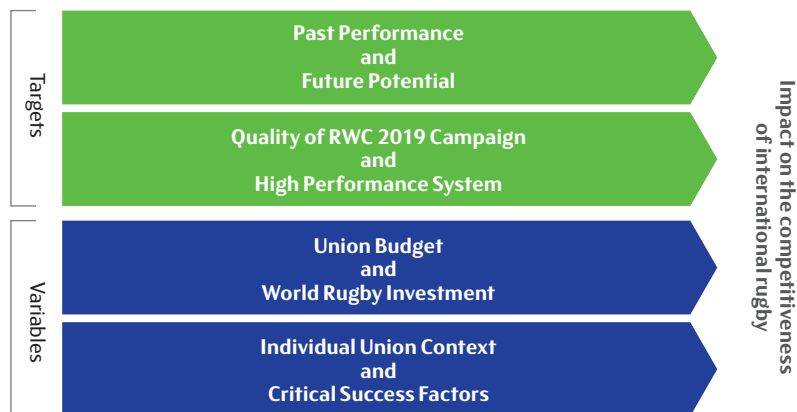 Targets
Past Performance
and
Future Potential
Quality of RWC 2019 Campaign
and
High Performance System
Variables
Union Budget
and
World Rugby Investment
Individual Union Context
and
Critical Success Factors
Impact on the competitiveness
of international rugby